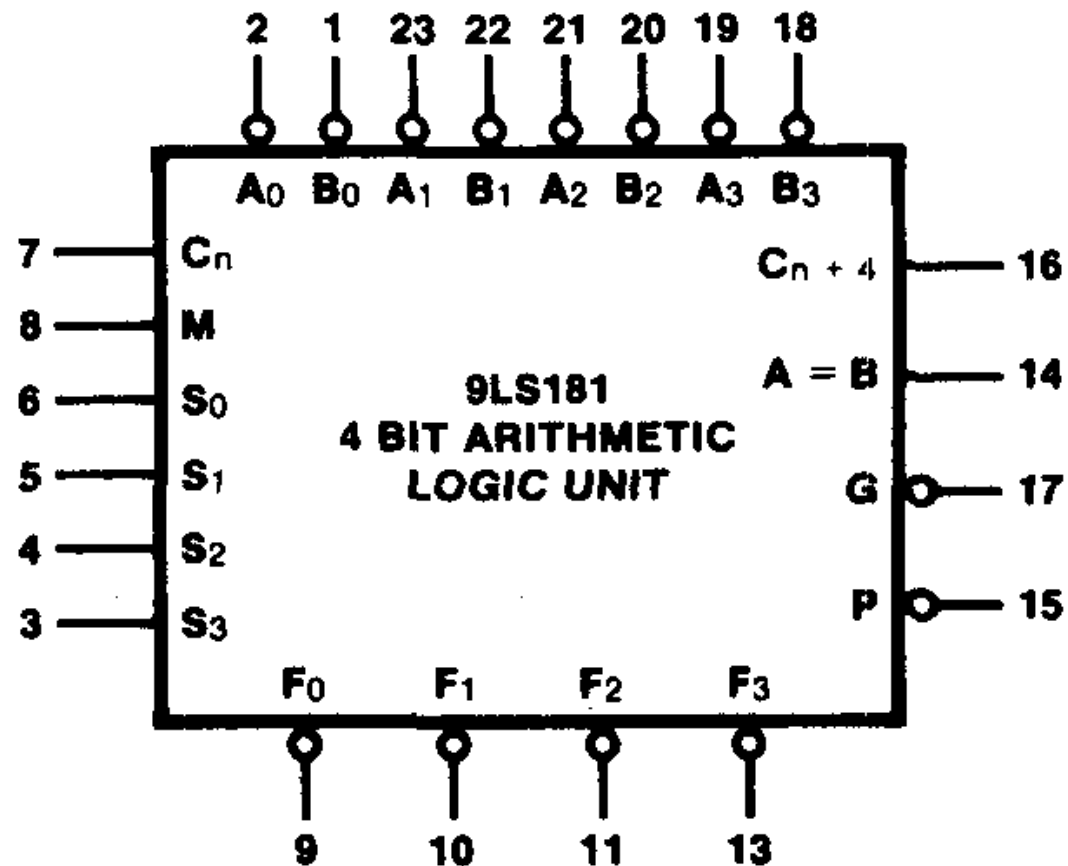 2 1 23 22 21 20 19 18
A0 B0 A1 B1 A2 B2 A3 B3
7 Cn Cn + 4 16
8 M
A = B 14
6 S0
9LS181
4 BIT ARITHMETIC
LOGIC UNIT
5 S1
G 17
4 S2
P 15
3 S3
F0 F1 F2 F3
9 10 11 13